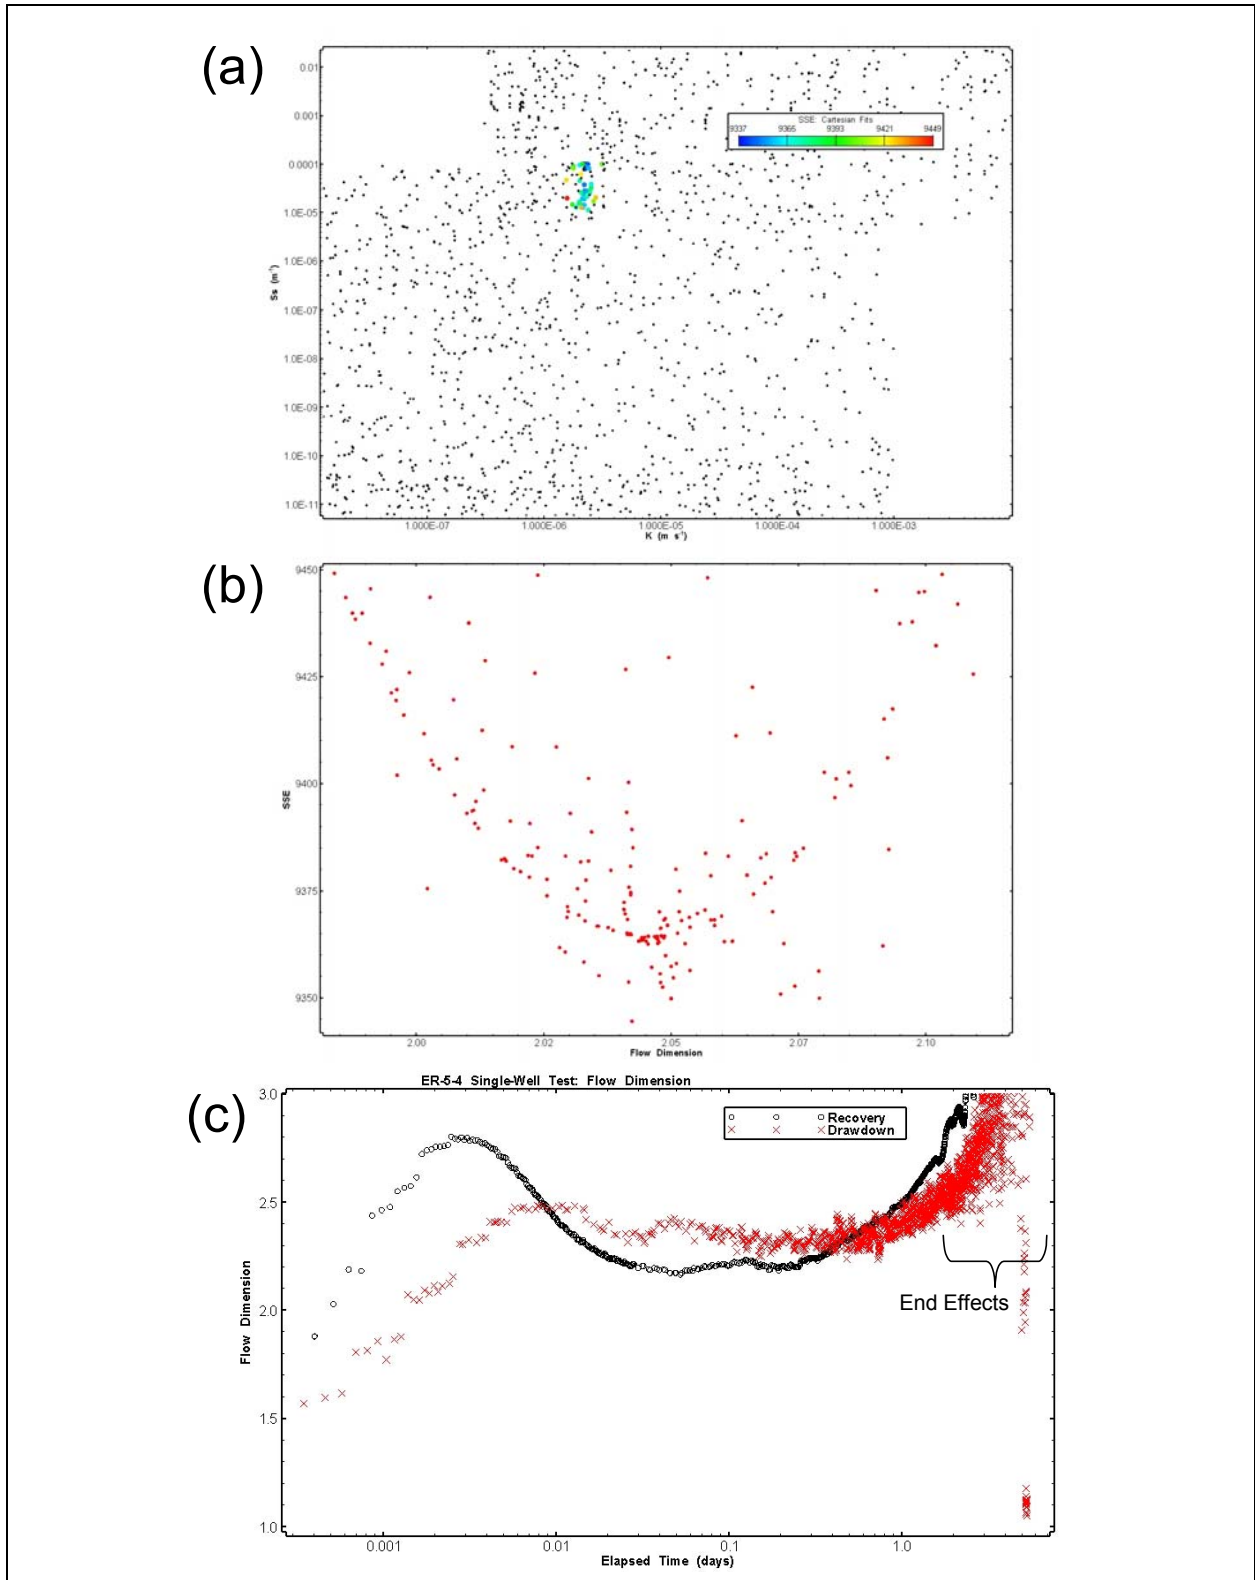 (a)
0.01
0.001
0.0001
1.0E-05
1.0E-06
1.0E-07
1.0E-08
1.0E-09
1.0E-10
1.0E-11
Ss (m⁻¹)
SSE: Cartesian Fits
9337 9365 9393 9421 9449
1.000E-07 1.000E-06 1.000E-05 1.000E-04 1.000E-03
K (m s⁻¹)
(b)
9450
9425
9400
9375
9350
SSE
2.00 2.02 2.05 2.07 2.10
Flow Dimension
ER-5-4 Single-Well Test: Flow Dimension
(c)
3.0
2.5
2.0
1.5
1.0
Flow Dimension
Recovery
Drawdown
End Effects
0.001 0.01 0.1 1.0
Elapsed Time (days)